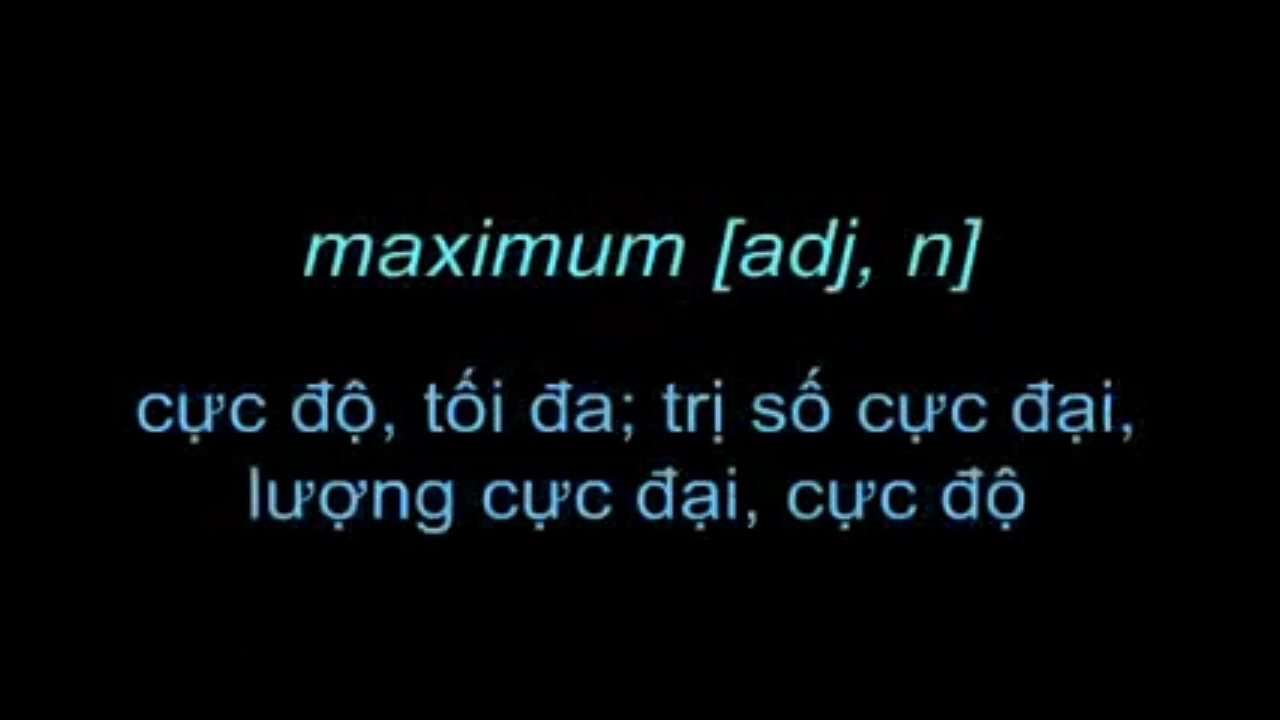 maximum [adj, n]
cực độ, tối đa; trị số cực đại,
lượng cực đại, cực độ